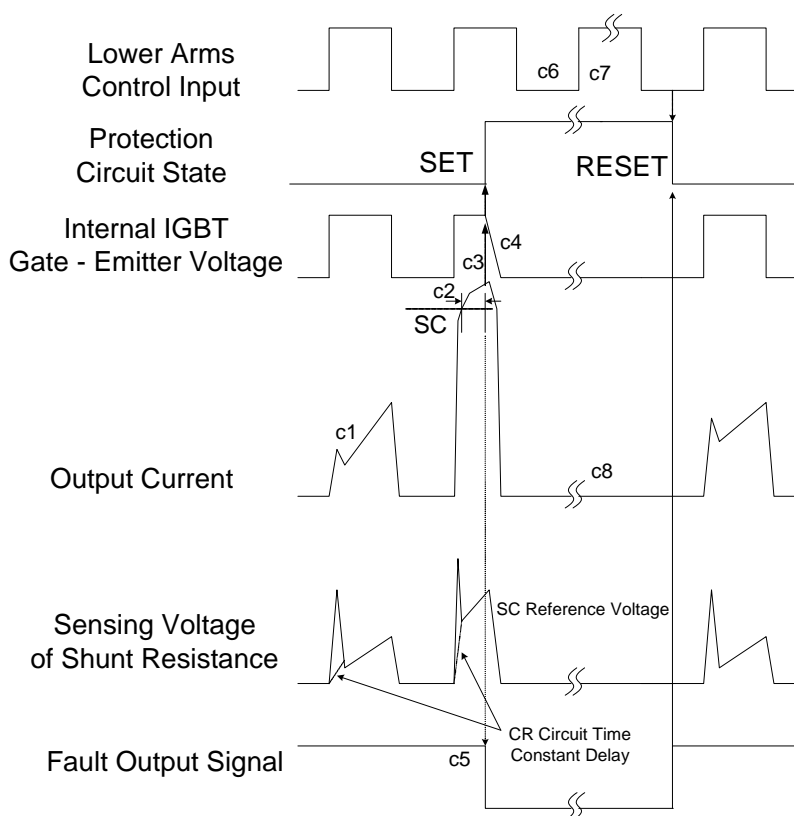 Lower Arms
Control Input
c6
c7
Protection
Circuit State
SET
RESET
Internal IGBT
Gate - Emitter Voltage
c4
c3
c2
SC
c1
Output Current
c8
SC Reference Voltage
Sensing Voltage
of Shunt Resistance
CR Circuit Time
Constant Delay
Fault Output Signal
c5